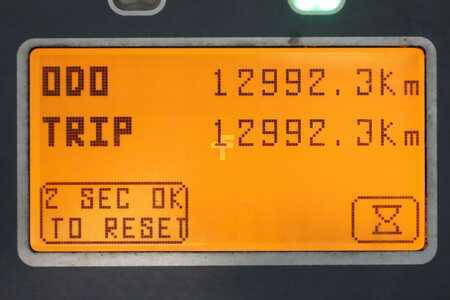 ODO 12992.3Km
TRIP 12992.3Km
2 SEC OK
TO RESET